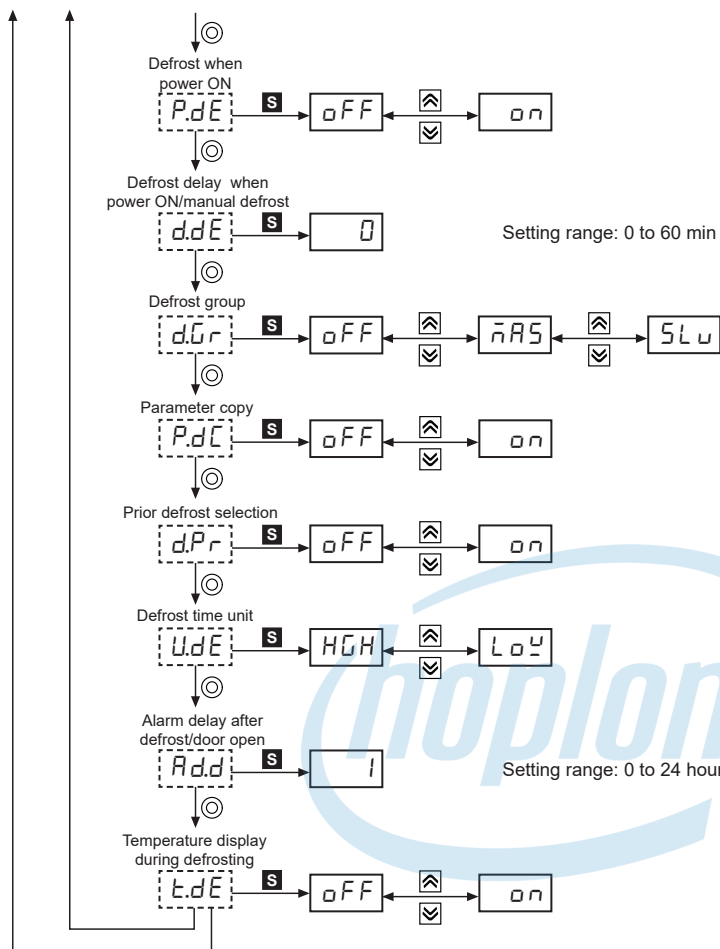 Defrost when
power ON
P.dE S oFF on
Defrost delay when
power ON/manual defrost
d.dE S 0 Setting range: 0 to 60 min
Defrost group
d.Gr S oFF MAS SLv
Parameter copy
P.dC S oFF on
Prior defrost selection
d.Pr S oFF on
Defrost time unit
U.dE S HGH LoW
hoplon
Alarm delay after
defrost/door open
Ad.d S 1 Setting range: 0 to 24 hour
Temperature display
during defrosting
t.dE S oFF on